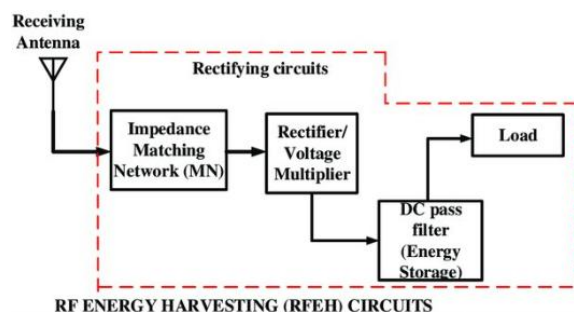 Receiving
Antenna
Rectifying circuits
Impedance
Matching
Network (MN)
Rectifier/
Voltage
Multiplier
Load
DC pass
filter
(Energy
Storage)
RF ENERGY HARVESTING (RFEH) CIRCUITS